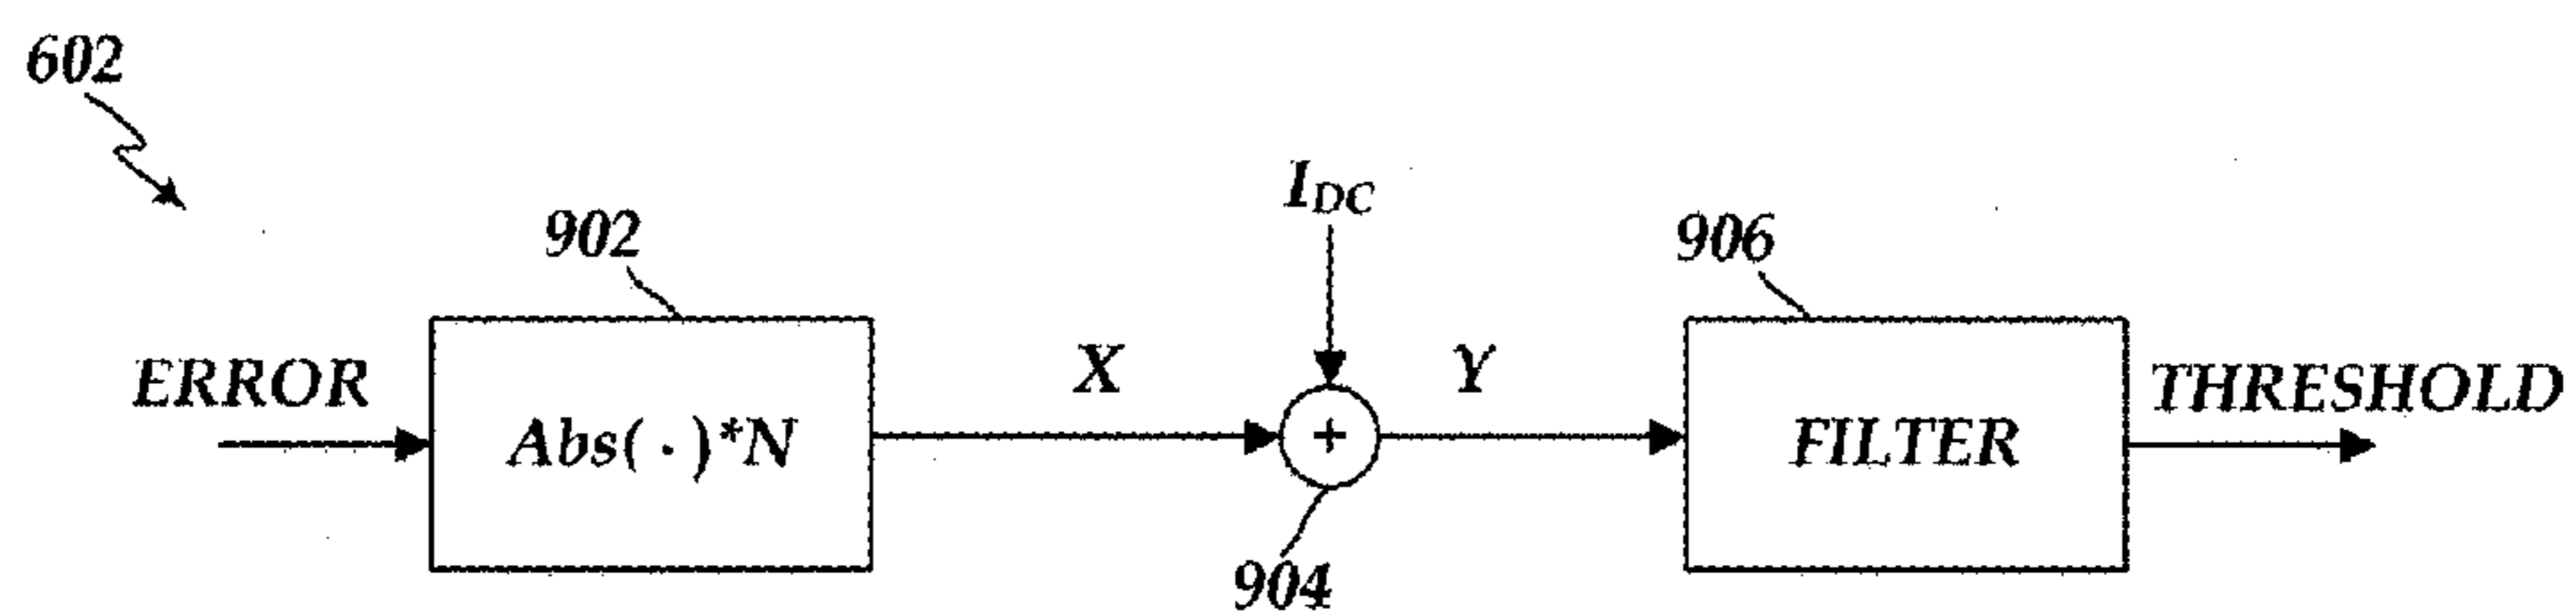 602
902
I_DC
906
ERROR
Abs( · )*N
X
+
Y
FILTER
THRESHOLD
904